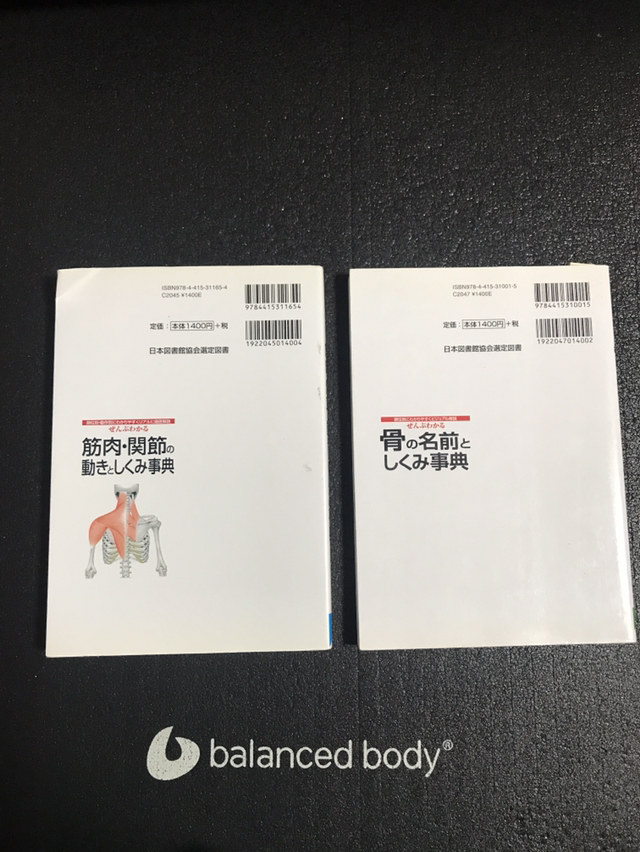 ISBN978-4-415-31165-4
C2045 ¥1400E
9784415311654
定価:本体1400円+税
1922045014004
日本図書館協会選定図書
ぜんぶわかる
筋肉・関節の
動きとしくみ事典
ISBN978-4-415-31001-5
C2047 ¥1400E
9784415310015
定価:本体1400円+税
1922047014002
日本図書館協会選定図書
ぜんぶわかる
骨の名前と
しくみ事典
balanced body®